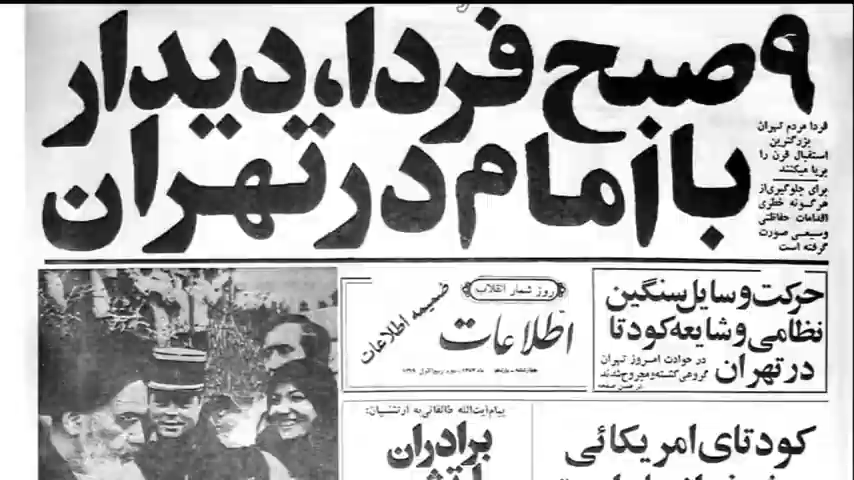 ۹ صبح فردا، دیدار
با امام در تهران
فردا مردم تهران
بزرگترین
استقبال قرن را
برپا میکنند
برای جلوگیری از
هرگونه خطری
اقدامات حفاظتی
وسیعی صورت
گرفته است
حرکت وسایل سنگین
نظامی و شایعه کودتا
در تهران
در حوادث امروز تهران
گروهی کشته و مجروح شدند
روز شمار انقلاب
ضمیمه اطلاعات
اطلاعات
پیام آیت‌الله طالقانی به ارتشیان:
برادران
کودتای امریکائی